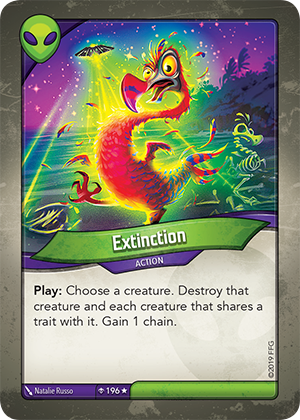 Extinction
ACTION
Play: Choose a creature. Destroy that
creature and each creature that shares a
trait with it. Gain 1 chain.
©2019 FFG
Natalie Russo
196